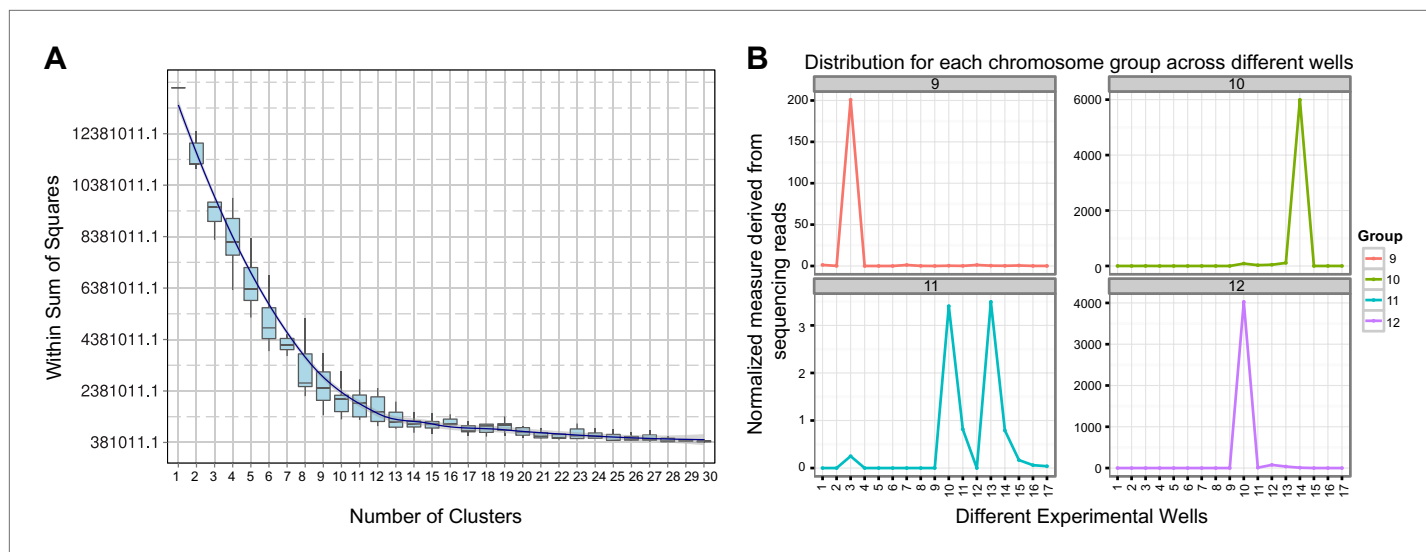 A
Within Sum of Squares
12381011.1
10381011.1
8381011.1
6381011.1
4381011.1
2381011.1
381011.1
1 2 3 4 5 6 7 8 9 10 11 12 13 14 15 16 17 18 19 20 21 22 23 24 25 26 27 28 29 30
Number of Clusters
B
Distribution for each chromosome group across different wells
Normalized measure derived from
sequencing reads
9
200
150
100
50
0
10
6000
4000
2000
0
11
3
2
1
0
1 2 3 4 5 6 7 8 9 10 11 12 13 14 15 16 17
12
4000
3000
2000
1000
0
1 2 3 4 5 6 7 8 9 10 11 12 13 14 15 16 17
Different Experimental Wells
Group
9
10
11
12